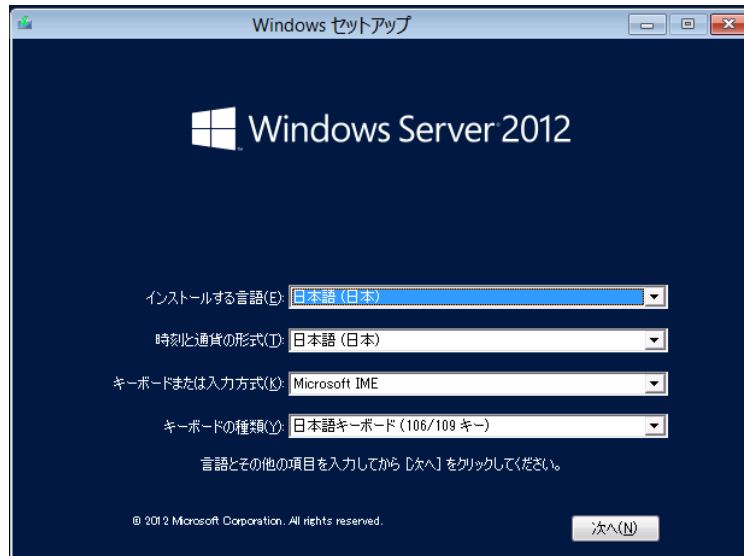 Windows セットアップ
Windows Server 2012
インストールする言語(E): 日本語 (日本)
時刻と通貨の形式(T): 日本語 (日本)
キーボードまたは入力方式(K): Microsoft IME
キーボードの種類(Y): 日本語キーボード (106/109 キー)
言語とその他の項目を入力してから [次へ] をクリックしてください。
© 2012 Microsoft Corporation. All rights reserved.
次へ(N)